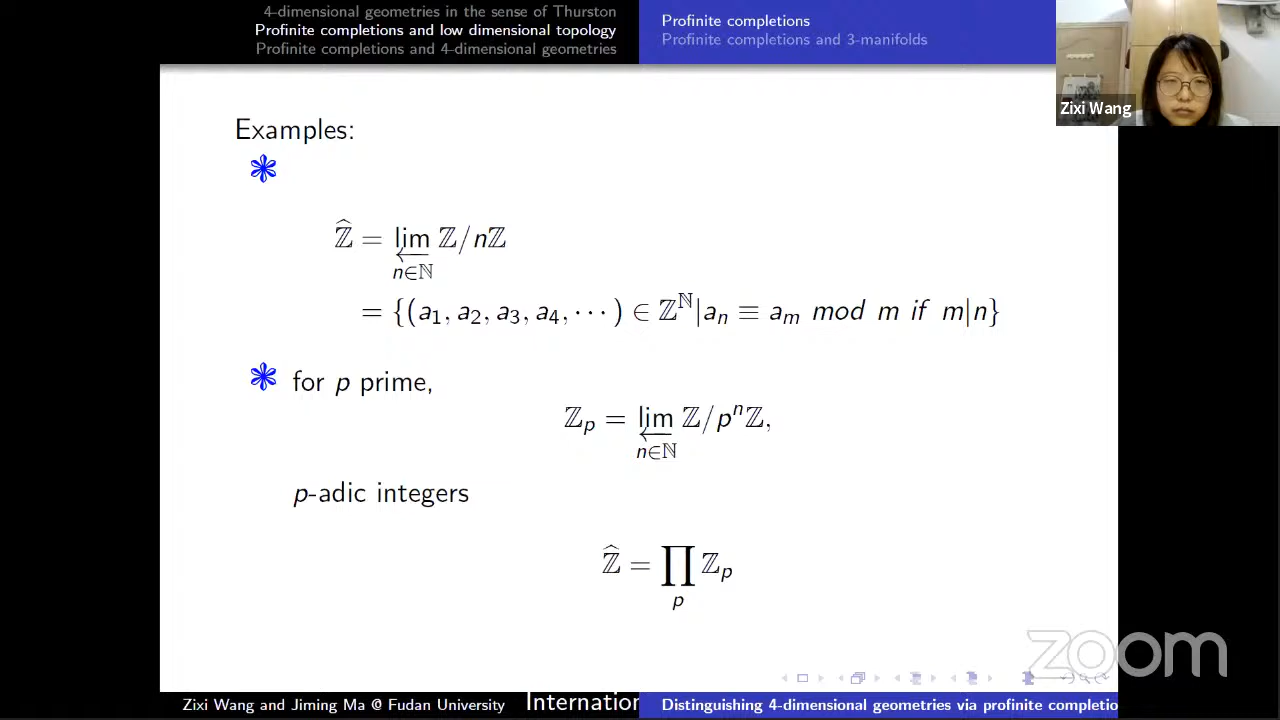 4-dimensional geometries in the sense of Thurston
Profinite completions and low dimensional topology
Profinite completions and 4-dimensional geometries
Profinite completions
Profinite completions and 3-manifolds
Zixi Wang
Examples:
ℤ̂ = lim ℤ/nℤ
←
n∈ℕ
= {(a₁, a₂, a₃, a₄, ⋯ ) ∈ ℤ^ℕ|aₙ ≡ aₘ mod m if m|n}
for p prime,
ℤₚ = lim ℤ/pⁿℤ,
←
n∈ℕ
p-adic integers
ℤ̂ = ∏ ℤₚ
p
zoom
Zixi Wang and Jiming Ma @ Fudan University
Internation
Distinguishing 4-dimensional geometries via profinite completio